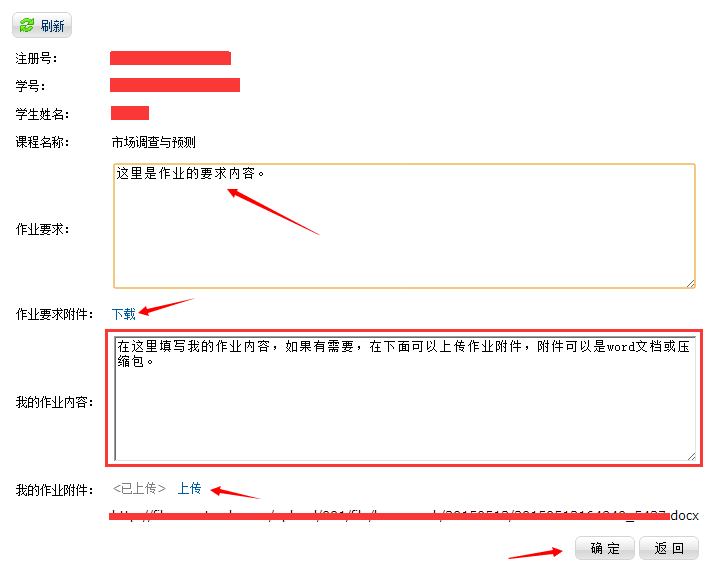 刷新
注册号：
学号：
学生姓名：
课程名称： 市场调查与预测
这里是作业的要求内容。
作业要求：
作业要求附件： 下载
在这里填写我的作业内容，如果有需要，在下面可以上传作业附件，附件可以是word文档或压
缩包。
我的作业内容：
我的作业附件： <已上传> 上传
docx
确 定 返 回